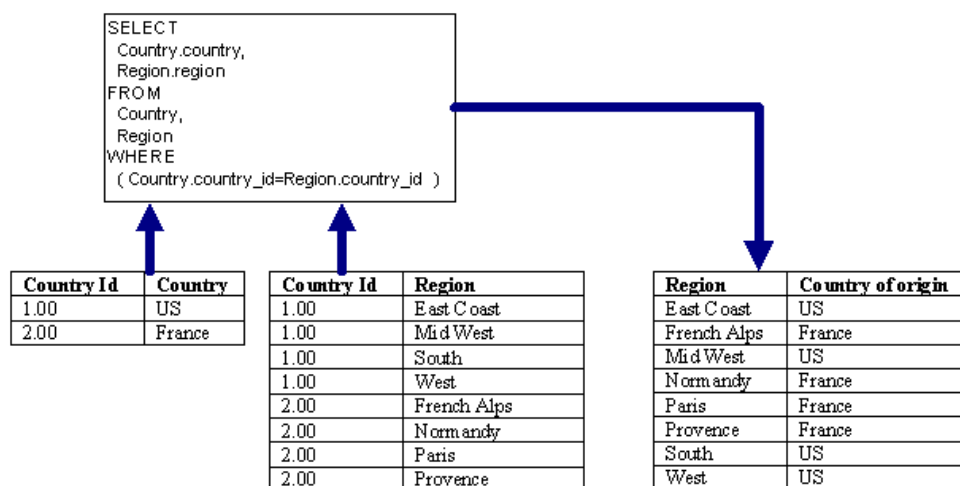 SELECT
Country.country,
Region.region
FROM
Country,
Region
WHERE
( Country.country_id=Region.country_id )
Country Id Country
1.00 US
2.00 France
Country Id Region
1.00 East Coast
1.00 Mid West
1.00 South
1.00 West
2.00 French Alps
2.00 Normandy
2.00 Paris
2.00 Provence
Region Country of origin
East Coast US
French Alps France
Mid West US
Normandy France
Paris France
Provence France
South US
West US